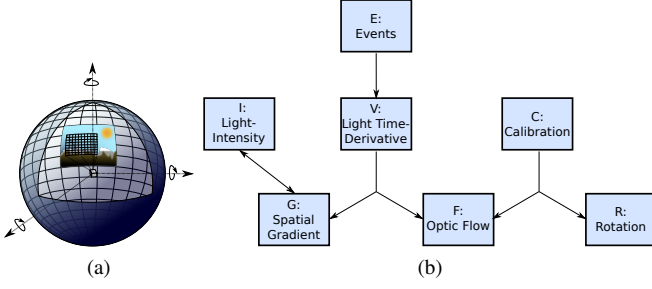 E:
Events
I:
Light-
Intensity
V:
Light Time-
Derivative
C:
Calibration
G:
Spatial
Gradient
F:
Optic Flow
R:
Rotation
(a)
(b)